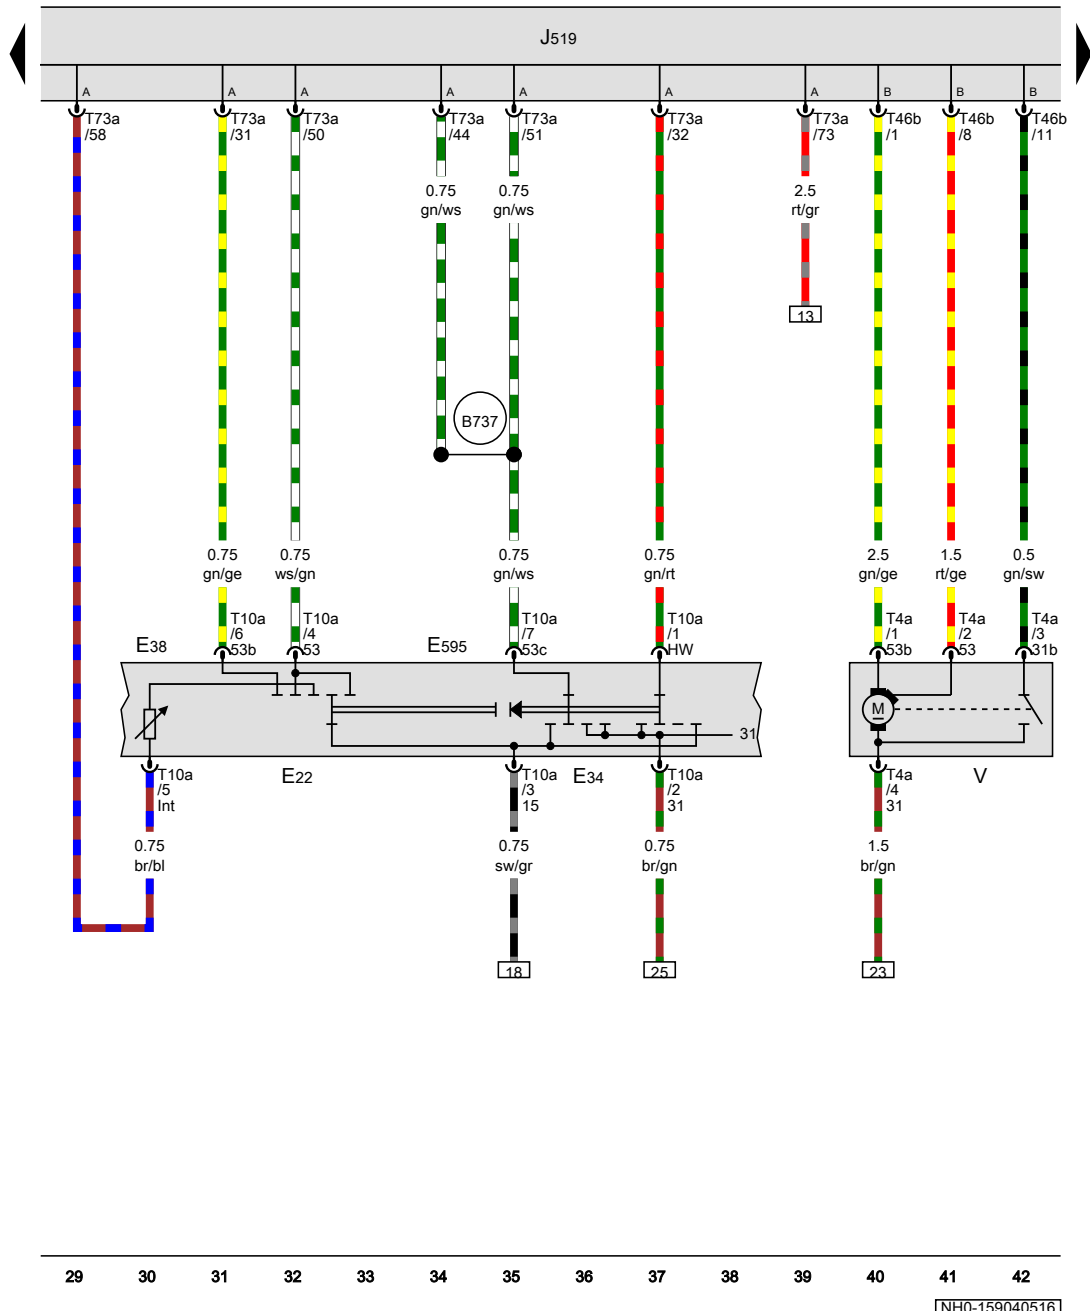 J519
A A A A A A A B B B
T73a T73a T73a T73a T73a T73a T73a T46b T46b T46b
/58 /31 /50 /44 /51 /32 /73 /1 /8 /11
0.75 0.75 2.5
gn/ws gn/ws rt/gr
13
B737
0.75 0.75 0.75 0.75 2.5 1.5 0.5
gn/ge ws/gn gn/ws gn/rt gn/ge rt/ge gn/sw
T10a T10a T10a T10a T4a T4a T4a
/6 /4 /7 /1 /1 /2 /3
E38 53b 53 E595 53c HW 53b 53 31b
M
31
T10a E22 T10a E34 T10a T4a V
/5 /3 /2 /4
Int 15 31 31
0.75 0.75 0.75 1.5
br/bl sw/gr br/gn br/gn
18 25 23
29 30 31 32 33 34 35 36 37 38 39 40 41 42
NH0-159040516